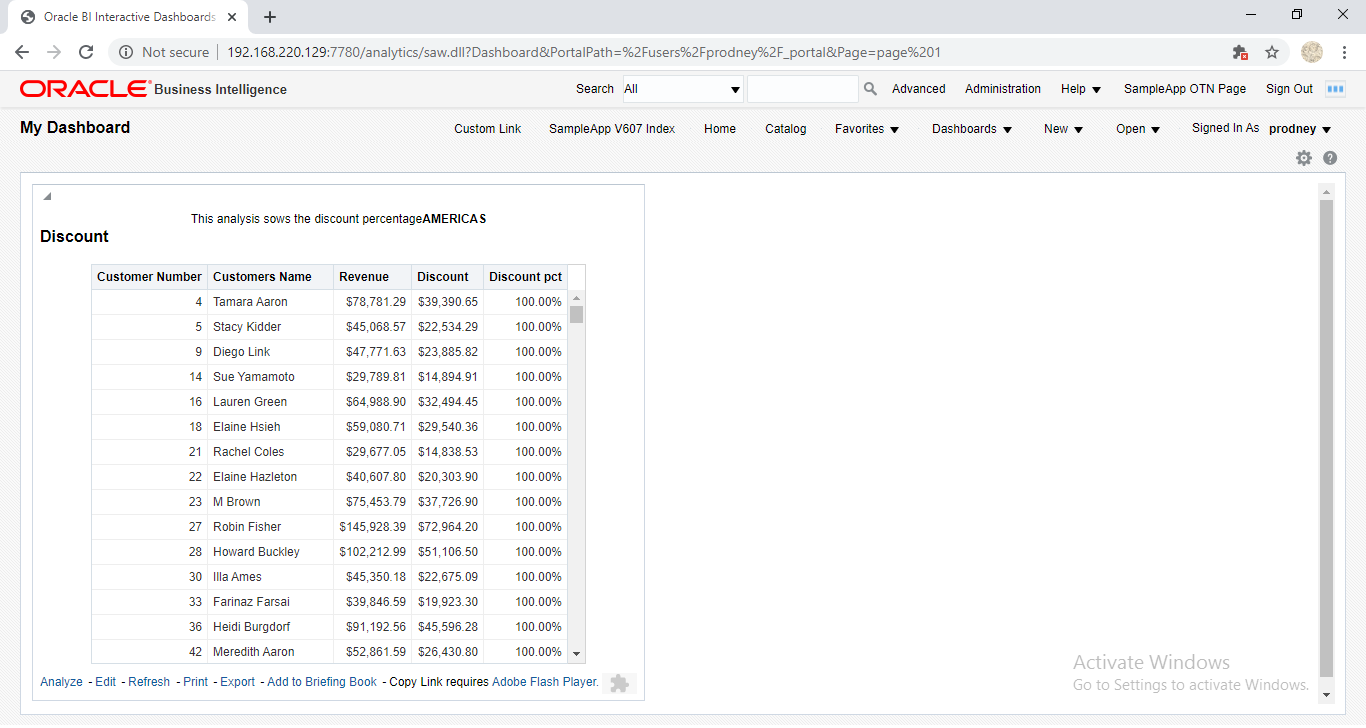 Oracle BI Interactive Dashboards
Not secure | 192.168.220.129:7780/analytics/saw.dll?Dashboard&PortalPath=%2Fusers%2Fprodney%2F_portal&Page=page%201
ORACLE Business Intelligence
Search All Advanced Administration Help SampleApp OTN Page Sign Out
My Dashboard Custom Link SampleApp V607 Index Home Catalog Favorites Dashboards New Open Signed In As prodney
This analysis sows the discount percentageAMERICAS
Discount
Customer Number Customers Name Revenue Discount Discount pct
4 Tamara Aaron $78,781.29 $39,390.65 100.00%
5 Stacy Kidder $45,068.57 $22,534.29 100.00%
9 Diego Link $47,771.63 $23,885.82 100.00%
14 Sue Yamamoto $29,789.81 $14,894.91 100.00%
16 Lauren Green $64,988.90 $32,494.45 100.00%
18 Elaine Hsieh $59,080.71 $29,540.36 100.00%
21 Rachel Coles $29,677.05 $14,838.53 100.00%
22 Elaine Hazleton $40,607.80 $20,303.90 100.00%
23 M Brown $75,453.79 $37,726.90 100.00%
27 Robin Fisher $145,928.39 $72,964.20 100.00%
28 Howard Buckley $102,212.99 $51,106.50 100.00%
30 Illa Ames $45,350.18 $22,675.09 100.00%
33 Farinaz Farsai $39,846.59 $19,923.30 100.00%
36 Heidi Burgdorf $91,192.56 $45,596.28 100.00%
42 Meredith Aaron $52,861.59 $26,430.80 100.00%
Analyze - Edit - Refresh - Print - Export - Add to Briefing Book - Copy Link requires Adobe Flash Player.
Activate Windows
Go to Settings to activate Windows.